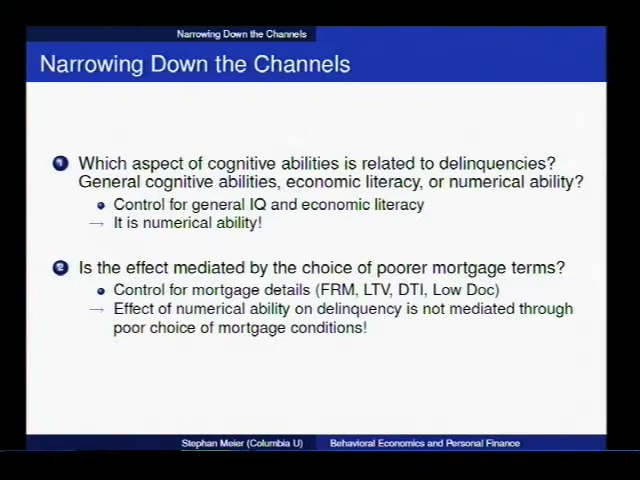 Narrowing Down the Channels
Narrowing Down the Channels
1 Which aspect of cognitive abilities is related to delinquencies?
General cognitive abilities, economic literacy, or numerical ability?
Control for general IQ and economic literacy
→ It is numerical ability!
2 Is the effect mediated by the choice of poorer mortgage terms?
Control for mortgage details (FRM, LTV, DTI, Low Doc)
→ Effect of numerical ability on delinquency is not mediated through
poor choice of mortgage conditions!
Stephan Meier (Columbia U) Behavioral Economics and Personal Finance